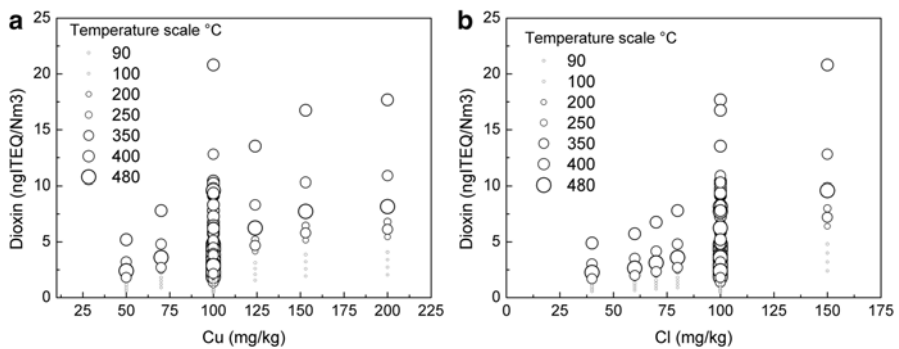 a
Temperature scale °C
90
100
200
250
350
400
480
Dioxin (ngITEQ/Nm3)
25
20
15
10
5
0
25 50 75 100 125 150 175 200 225
Cu (mg/kg)
b
Temperature scale °C
90
100
200
250
350
400
480
Dioxin (ngITEQ/Nm3)
25
20
15
10
5
0
25 50 75 100 125 150 175
Cl (mg/kg)